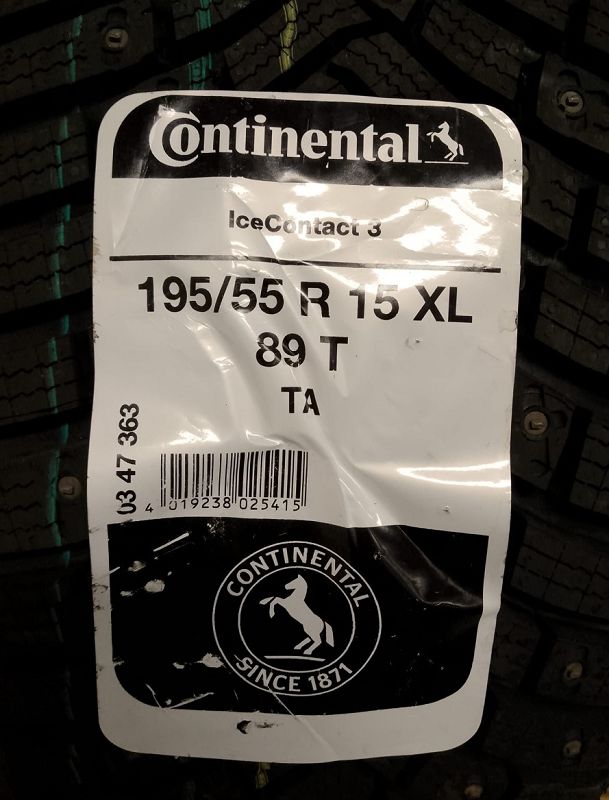 Continental
IceContact 3
195/55 R 15 XL
89 T
TA
03 47 363
4 019238 025415
CONTINENTAL
SINCE 1871